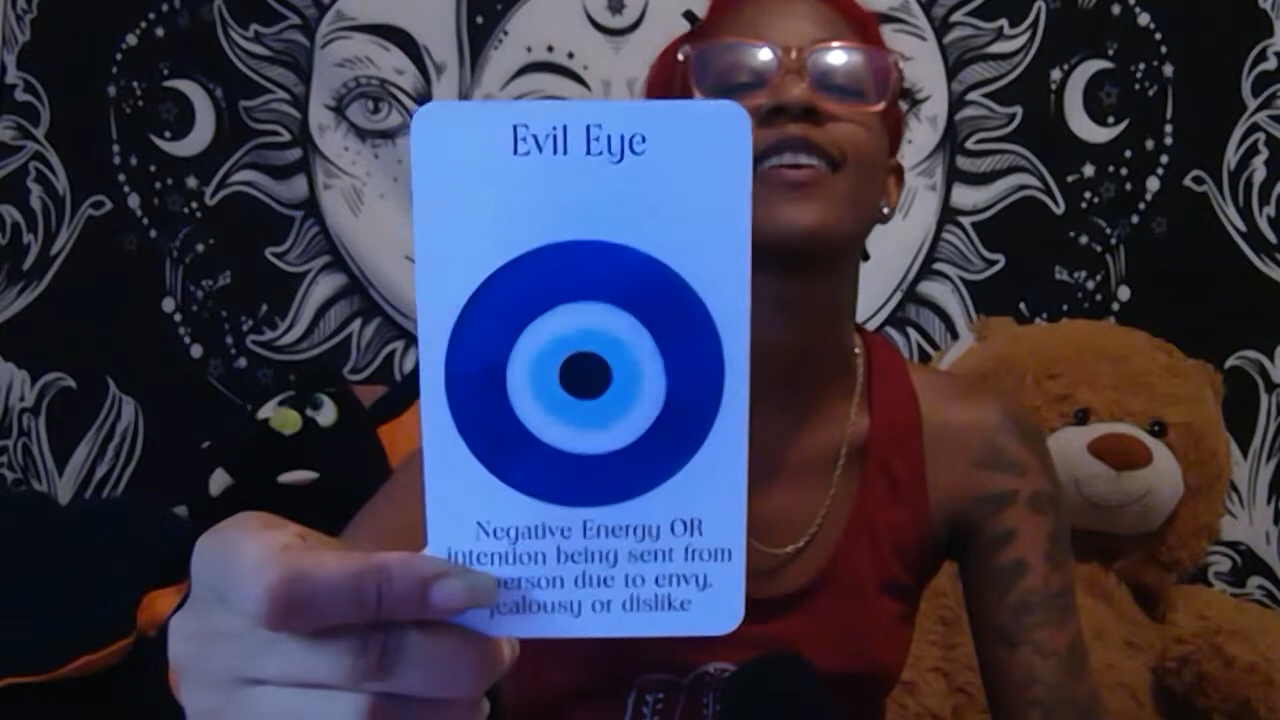 Evil Eye
Negative Energy OR
intention being sent from
person due to envy,
jealousy or dislike